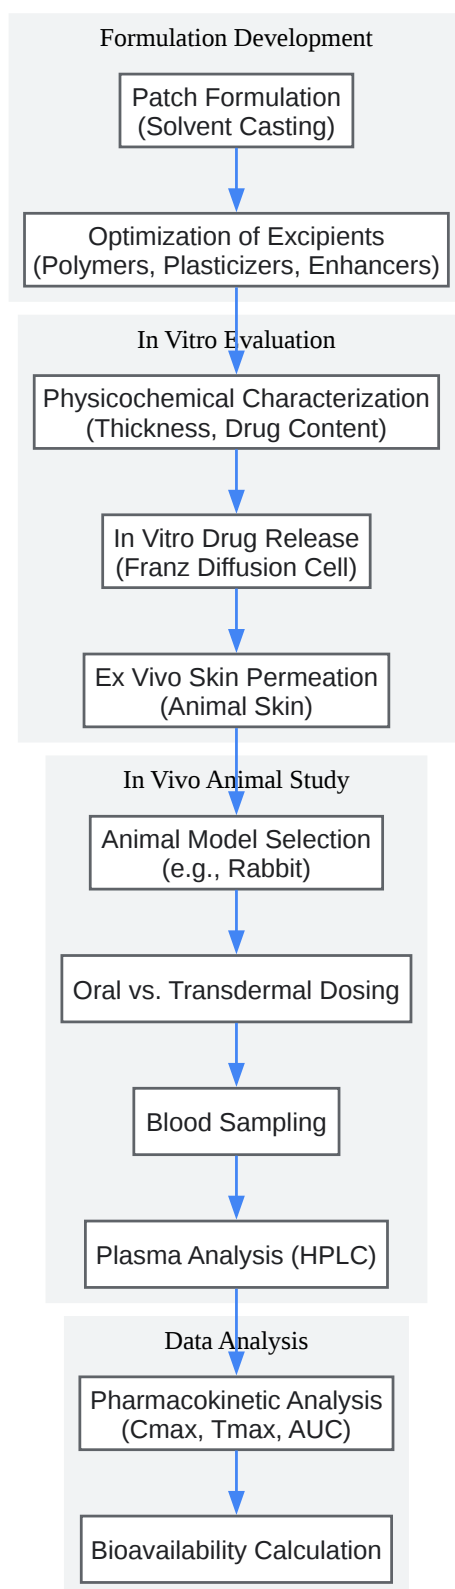 Formulation Development
Patch Formulation
(Solvent Casting)
Optimization of Excipients
(Polymers, Plasticizers, Enhancers)
In Vitro Evaluation
Physicochemical Characterization
(Thickness, Drug Content)
In Vitro Drug Release
(Franz Diffusion Cell)
Ex Vivo Skin Permeation
(Animal Skin)
In Vivo Animal Study
Animal Model Selection
(e.g., Rabbit)
Oral vs. Transdermal Dosing
Blood Sampling
Plasma Analysis (HPLC)
Data Analysis
Pharmacokinetic Analysis
(Cmax, Tmax, AUC)
Bioavailability Calculation